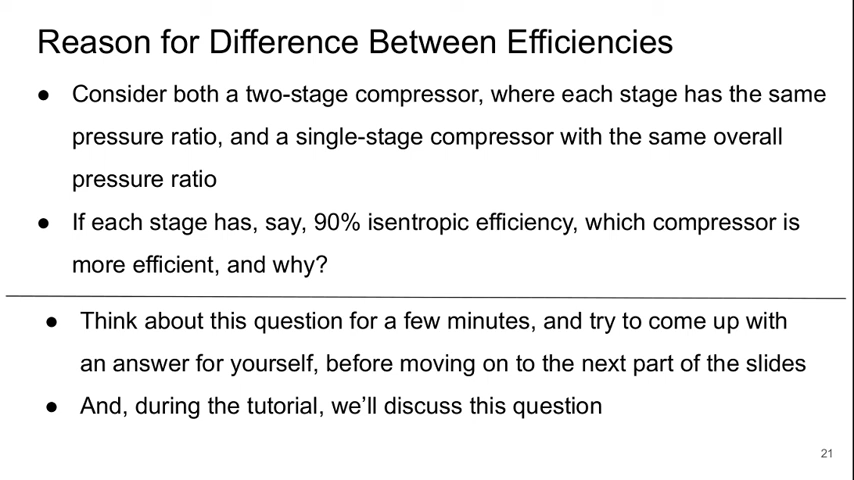 Reason for Difference Between Efficiencies
● Consider both a two-stage compressor, where each stage has the same
pressure ratio, and a single-stage compressor with the same overall
pressure ratio
● If each stage has, say, 90% isentropic efficiency, which compressor is
more efficient, and why?
● Think about this question for a few minutes, and try to come up with
an answer for yourself, before moving on to the next part of the slides
● And, during the tutorial, we’ll discuss this question
21